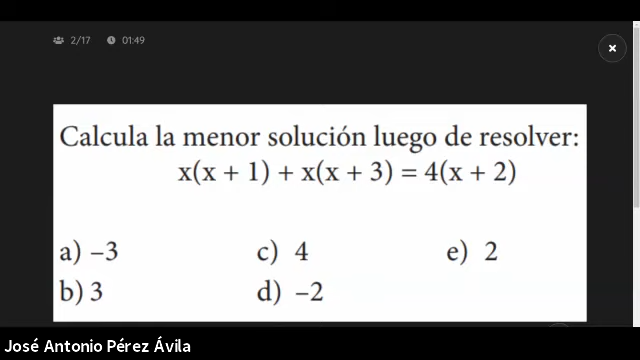 2/17 01:49
Calcula la menor solución luego de resolver:
x(x + 1) + x(x + 3) = 4(x + 2)
a) –3 c) 4 e) 2
b) 3 d) –2
José Antonio Pérez Ávila